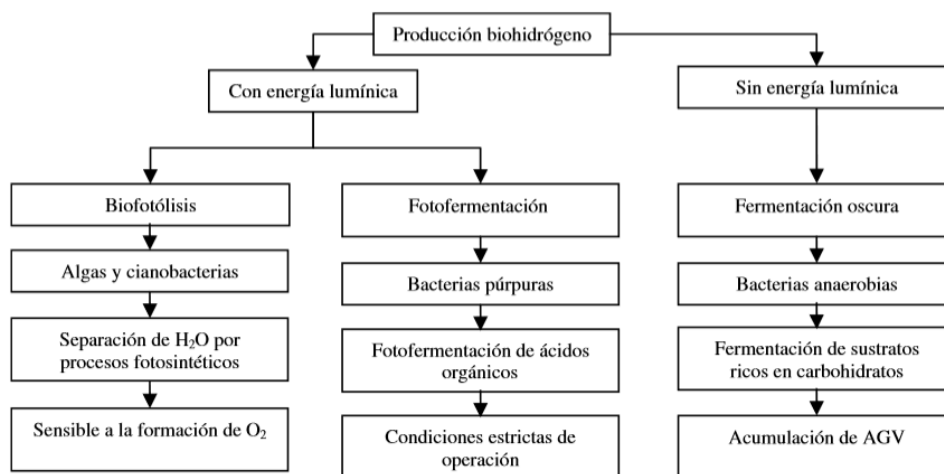 Producción biohidrógeno
Con energía lumínica
Sin energía lumínica
Biofotólisis
Fotofermentación
Fermentación oscura
Algas y cianobacterias
Bacterias púrpuras
Bacterias anaerobias
Separación de H₂O por
procesos fotosintéticos
Fotofermentación de ácidos
orgánicos
Fermentación de sustratos
ricos en carbohidratos
Sensible a la formación de O₂
Condiciones estrictas de
operación
Acumulación de AGV